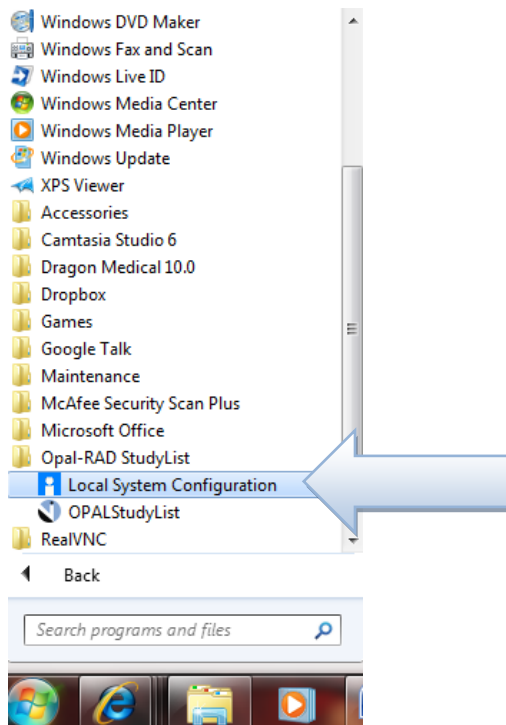 Windows DVD Maker
Windows Fax and Scan
Windows Live ID
Windows Media Center
Windows Media Player
Windows Update
XPS Viewer
Accessories
Camtasia Studio 6
Dragon Medical 10.0
Dropbox
Games
Google Talk
Maintenance
McAfee Security Scan Plus
Microsoft Office
Opal-RAD StudyList
Local System Configuration
OPALStudyList
RealVNC
Back
Search programs and files